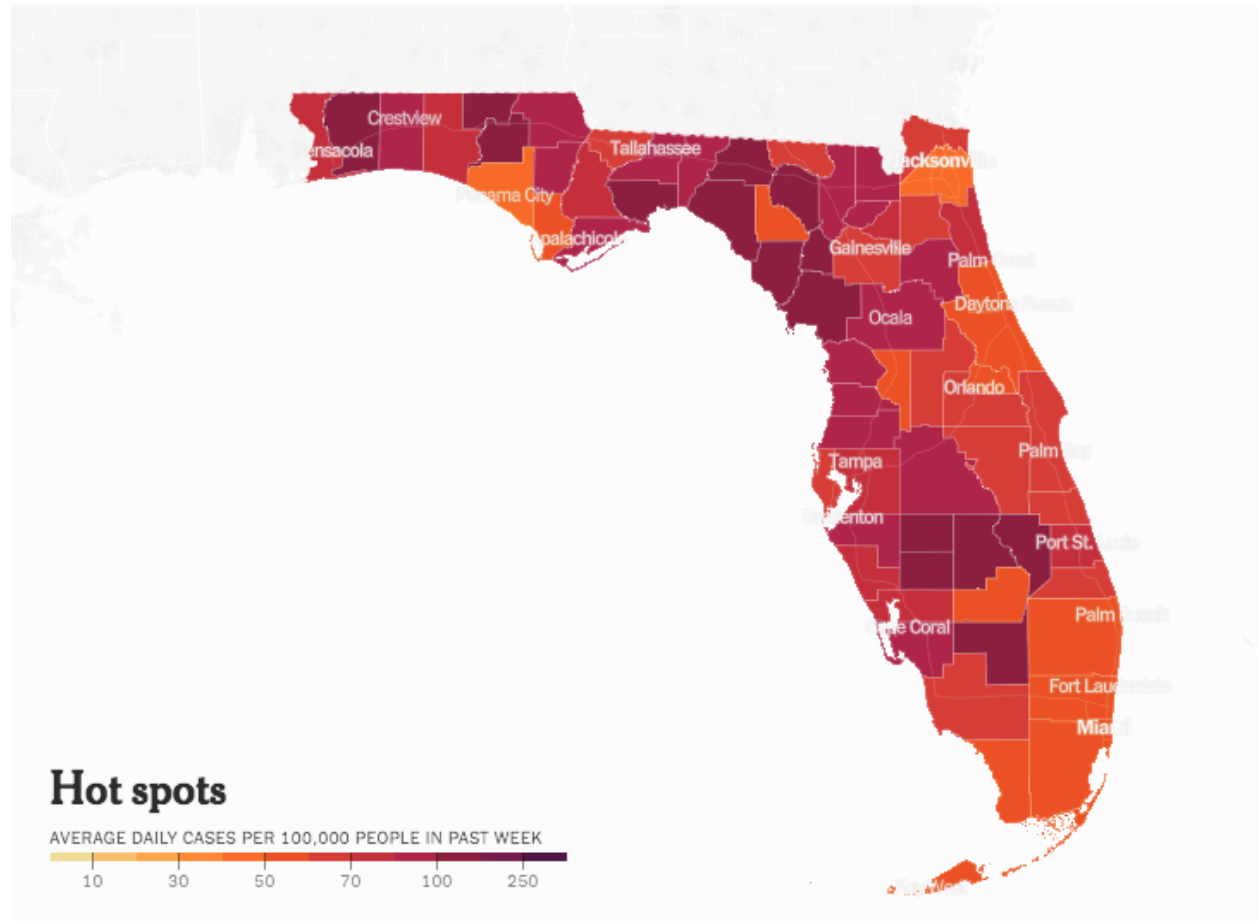 Crestview
Pensacola
Tallahassee
Jacksonville
Panama City
Apalachicola
Gainesville
Palm Coast
Daytona Beach
Ocala
Orlando
Palm Bay
Tampa
Bradenton
Port St. Lucie
Palm Beach
Cape Coral
Fort Lauderdale
Miami
Hot spots
AVERAGE DAILY CASES PER 100,000 PEOPLE IN PAST WEEK
10 30 50 70 100 250
Key West